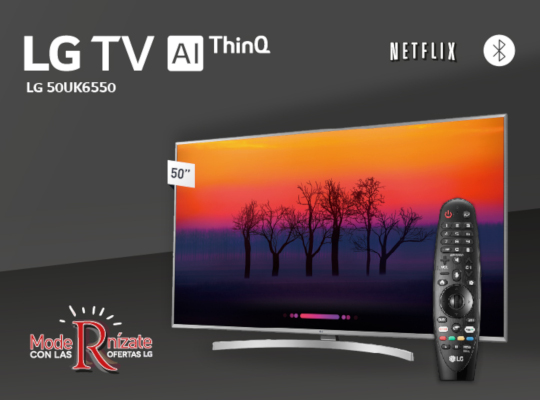 LG TV AI ThinQ
NETFLIX
LG 50UK6550
50”
Mode R nízate
CON LAS OFERTAS LG
LG